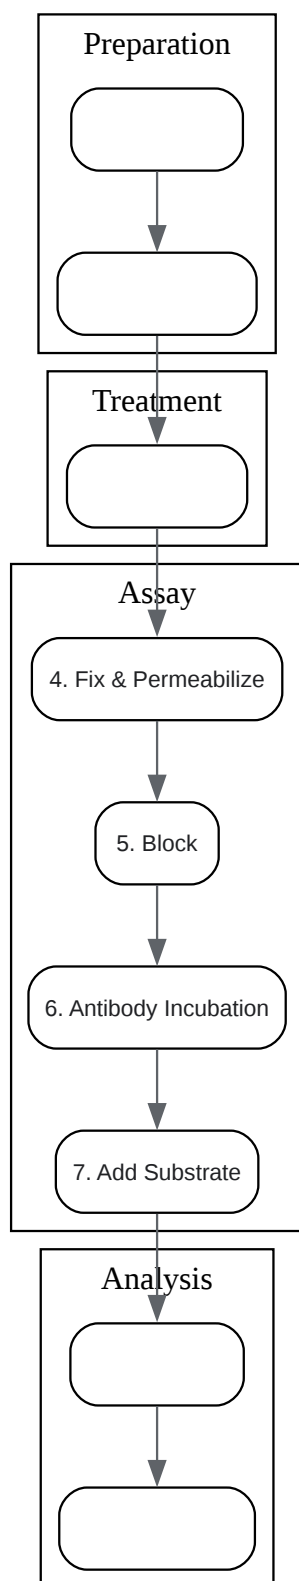 Preparation
Treatment
Assay
4. Fix & Permeabilize
5. Block
6. Antibody Incubation
7. Add Substrate
Analysis